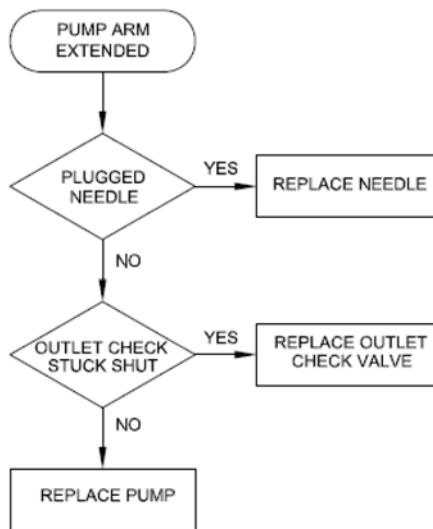 PUMP ARM
EXTENDED
PLUGGED
NEEDLE
YES
REPLACE NEEDLE
NO
OUTLET CHECK
STUCK SHUT
YES
REPLACE OUTLET
CHECK VALVE
NO
REPLACE PUMP